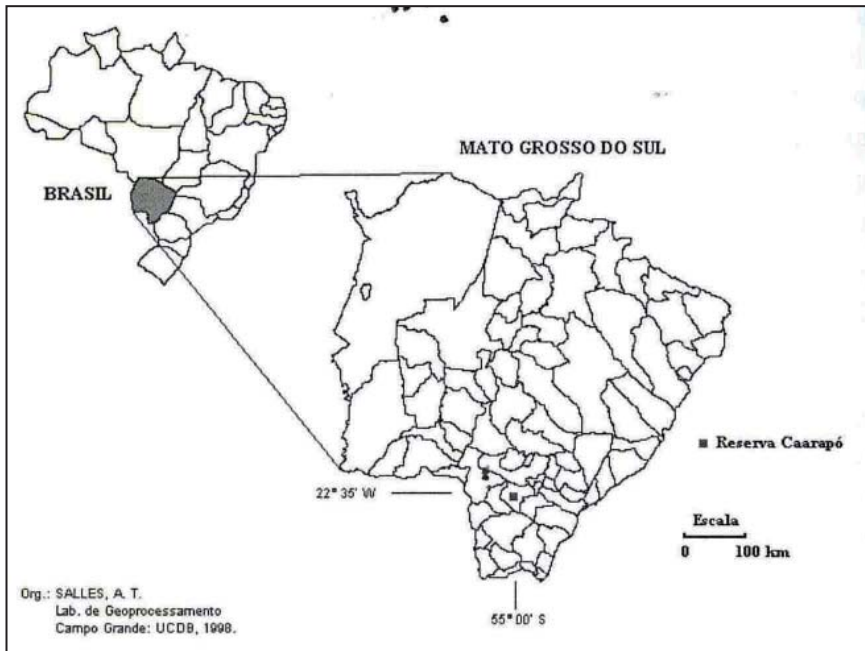 MATO GROSSO DO SUL
BRASIL
Reserva Caarapó
22° 35' W
Escala
0 100 km
Org.: SALLES, A. T.
Lab. de Geoprocessamento
Campo Grande: UCDB, 1998.
55° 00' S